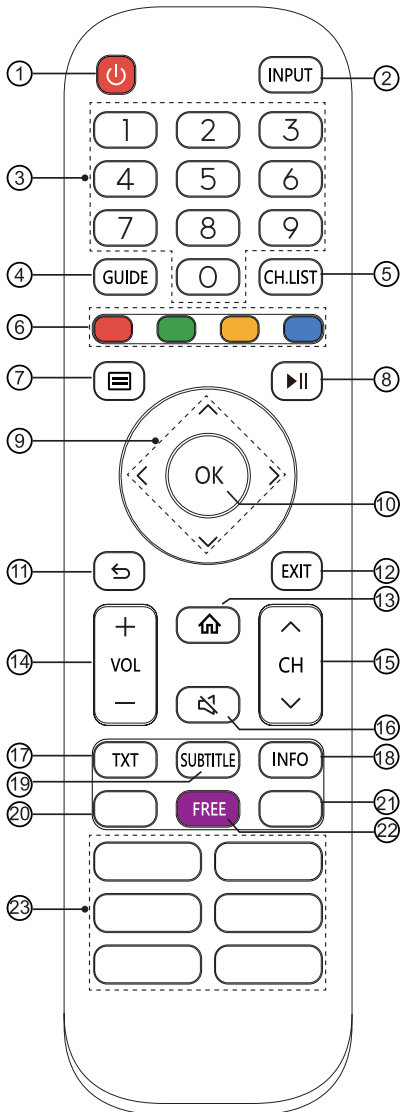 ① INPUT ②
1 2 3
③ 4 5 6
7 8 9
④ GUIDE 0 CH.LIST ⑤
⑥
⑦ ⑧
⑨ OK ⑩
⑪ EXIT ⑫
⑬
⑭ + VOL − CH ⑮
⑯
⑰ TXT SUBTITLE INFO ⑱
⑲
⑳ FREE ㉑
㉒
㉓